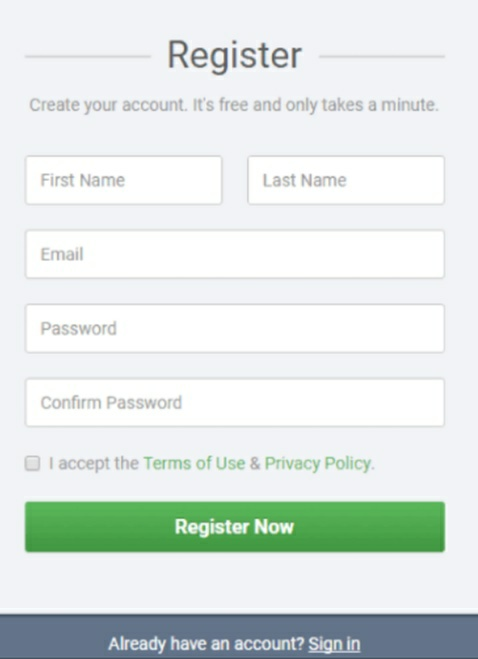 Register
Create your account. It's free and only takes a minute.
First Name Last Name
Email
Password
Confirm Password
I accept the Terms of Use & Privacy Policy.
Register Now
Already have an account? Sign in